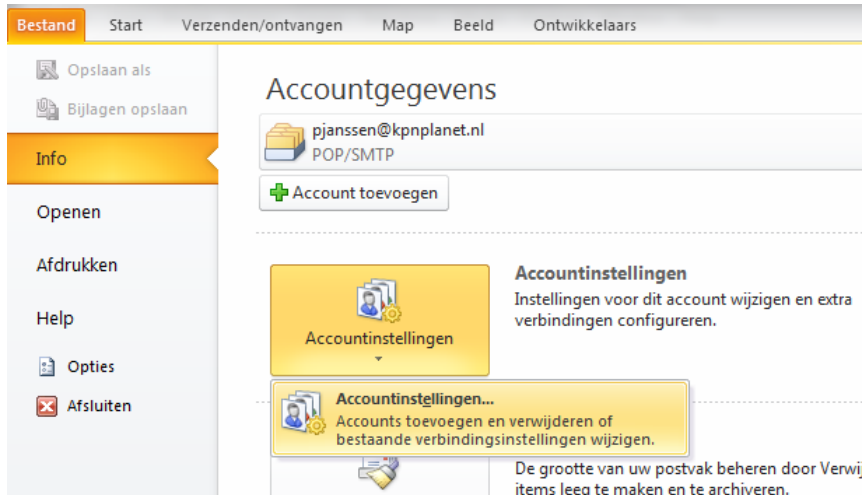 Bestand Start Verzenden/ontvangen Map Beeld Ontwikkelaars
Opslaan als
Bijlagen opslaan
Info
Openen
Afdrukken
Help
Opties
Afsluiten
Accountgegevens
pjanssen@kpnplanet.nl
POP/SMTP
Account toevoegen
Accountinstellingen
Accountinstellingen
Instellingen voor dit account wijzigen en extra
verbindingen configureren.
Accountinstellingen...
Accounts toevoegen en verwijderen of
bestaande verbindingsinstellingen wijzigen.
De grootte van uw postvak beheren door Verwij
items leeg te maken en te archiveren.